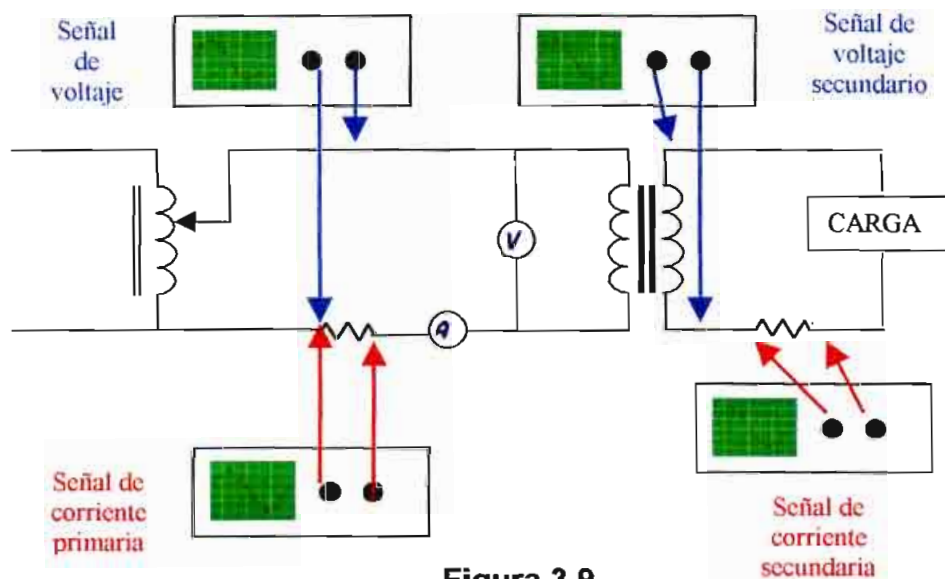 Señal
de
voltaje
Señal de
voltaje
secundario
V
CARGA
A
Señal de
corriente
primaria
Señal de
corriente
secundaria
Figura 3.9